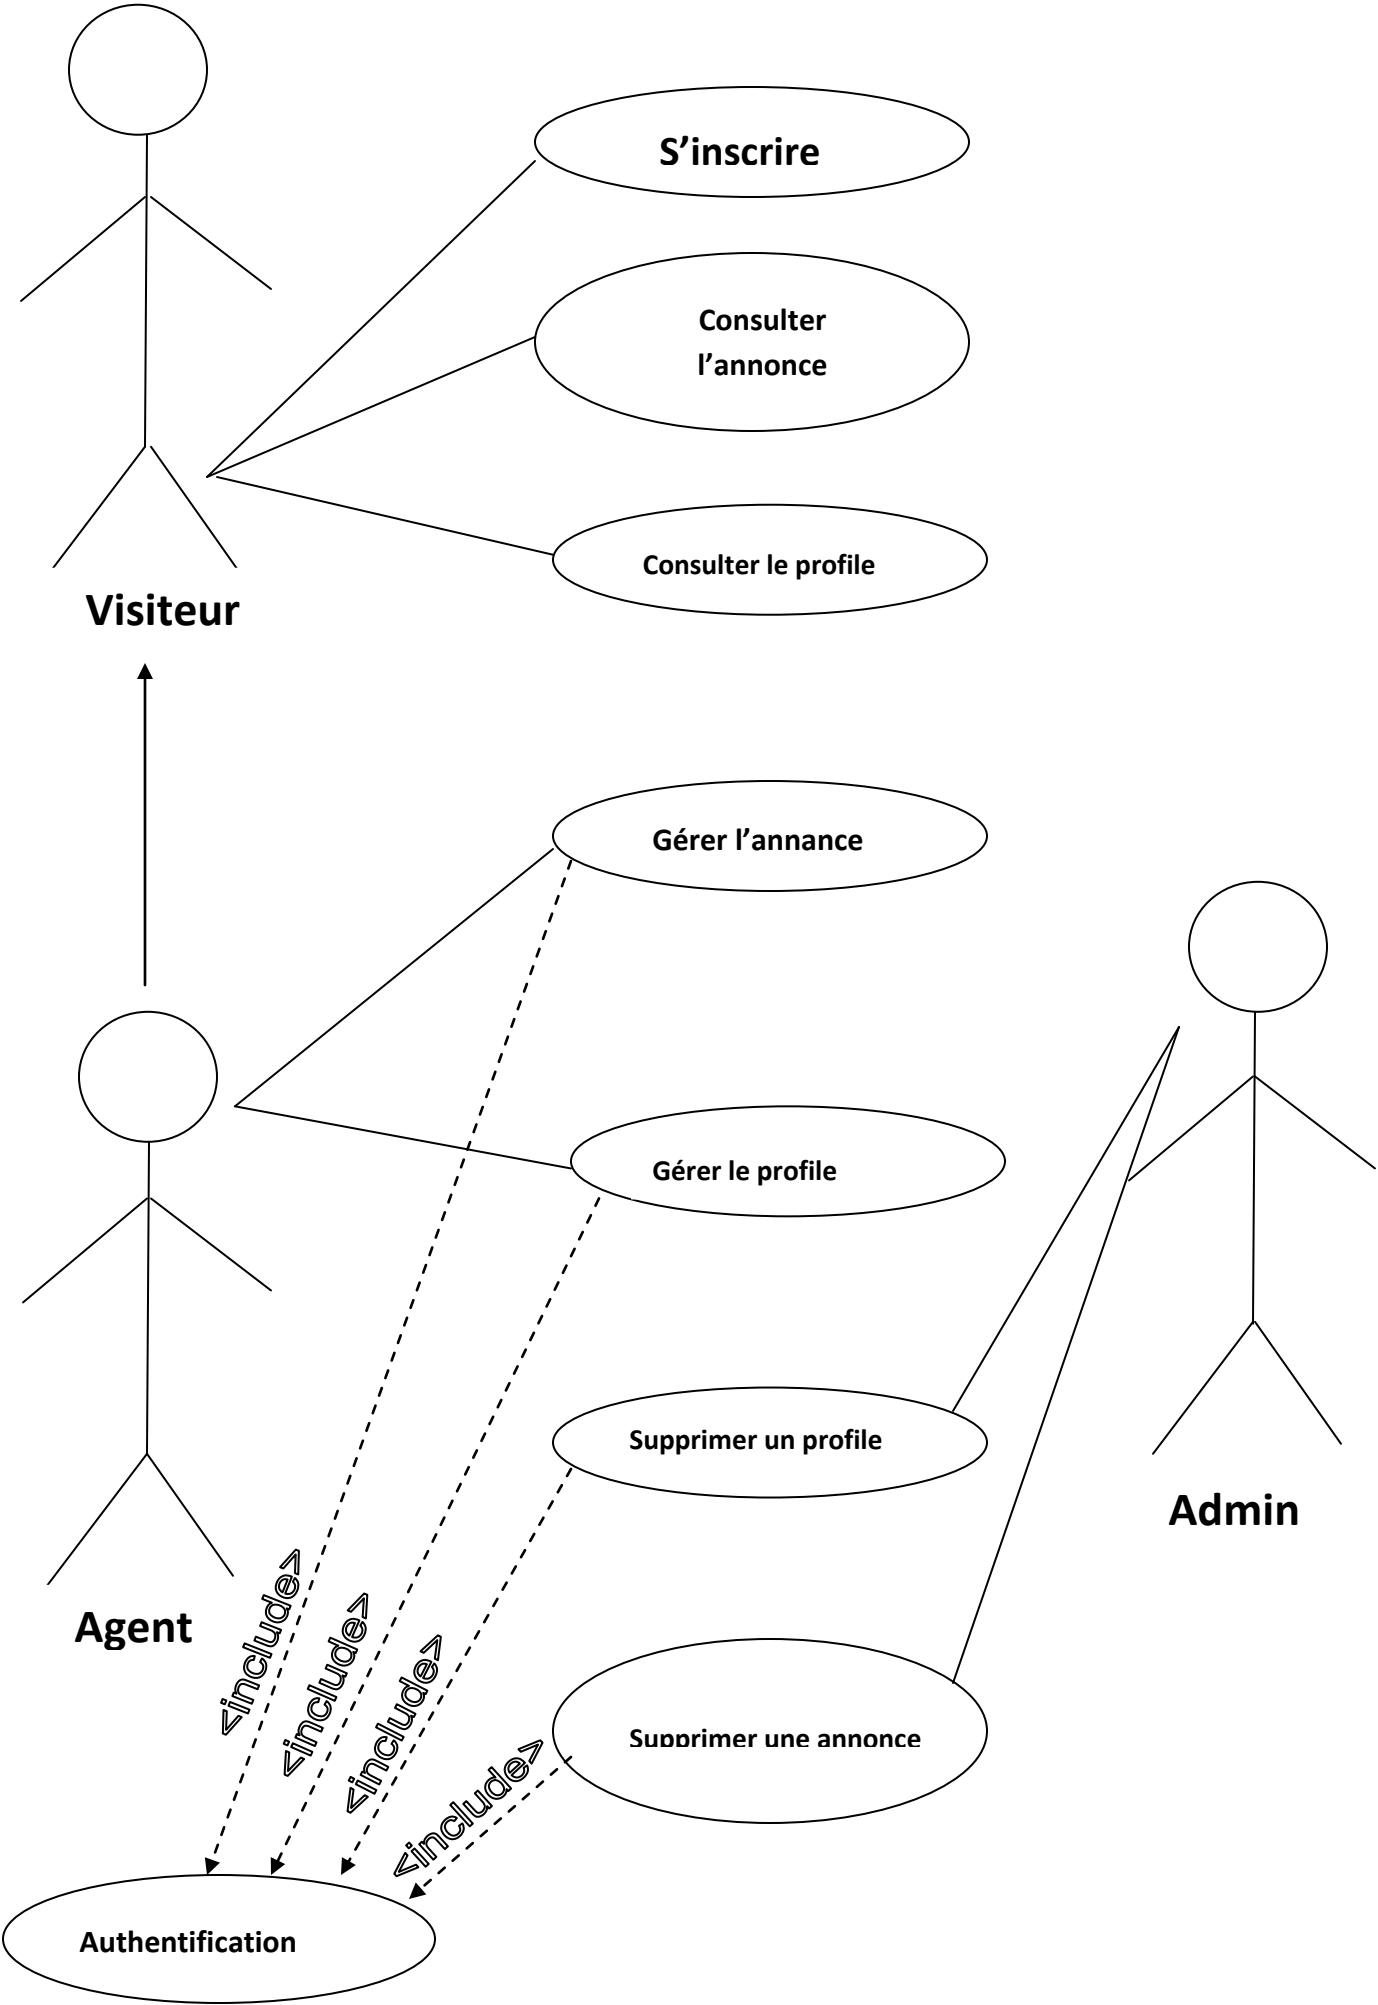 S’inscrire
Consulter
l’annonce
Consulter le profile
Visiteur
Gérer l’annance
Gérer le profile
Supprimer un profile
Admin
Agent
<include>
<include>
<include>
<include>
Supprimer une annonce
Authentification